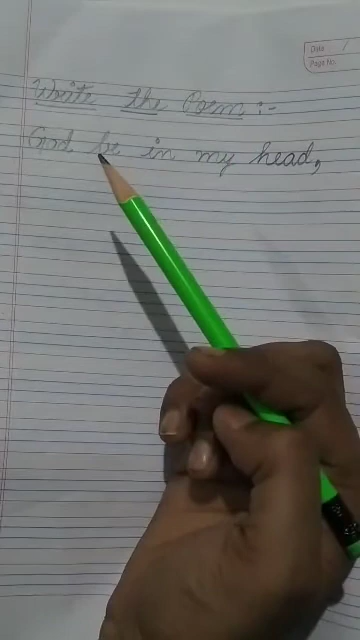 Date /
Page No.
Write The Poem :-
God be in my head,